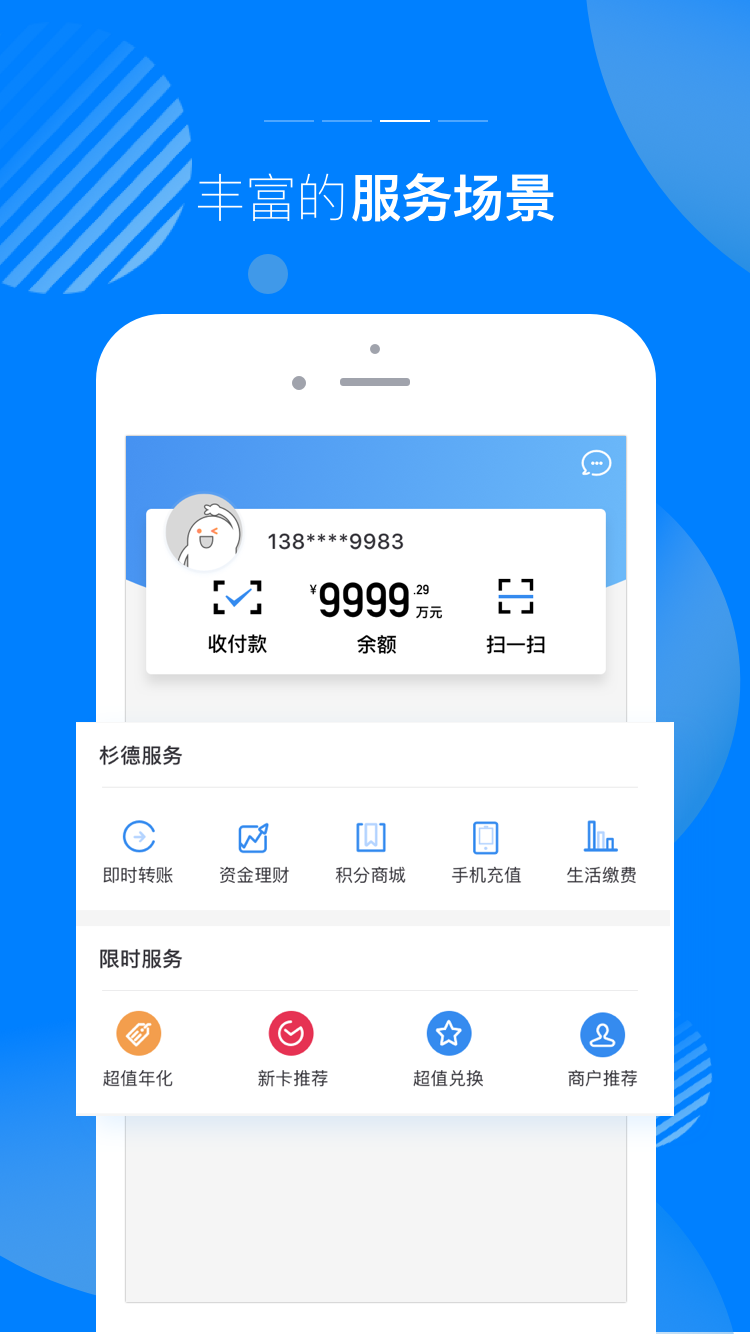 丰富的服务场景
138****9983
¥9999.29万元
收付款 余额 扫一扫
杉德服务
即时转账 资金理财 积分商城 手机充值 生活缴费
限时服务
超值年化 新卡推荐 超值兑换 商户推荐